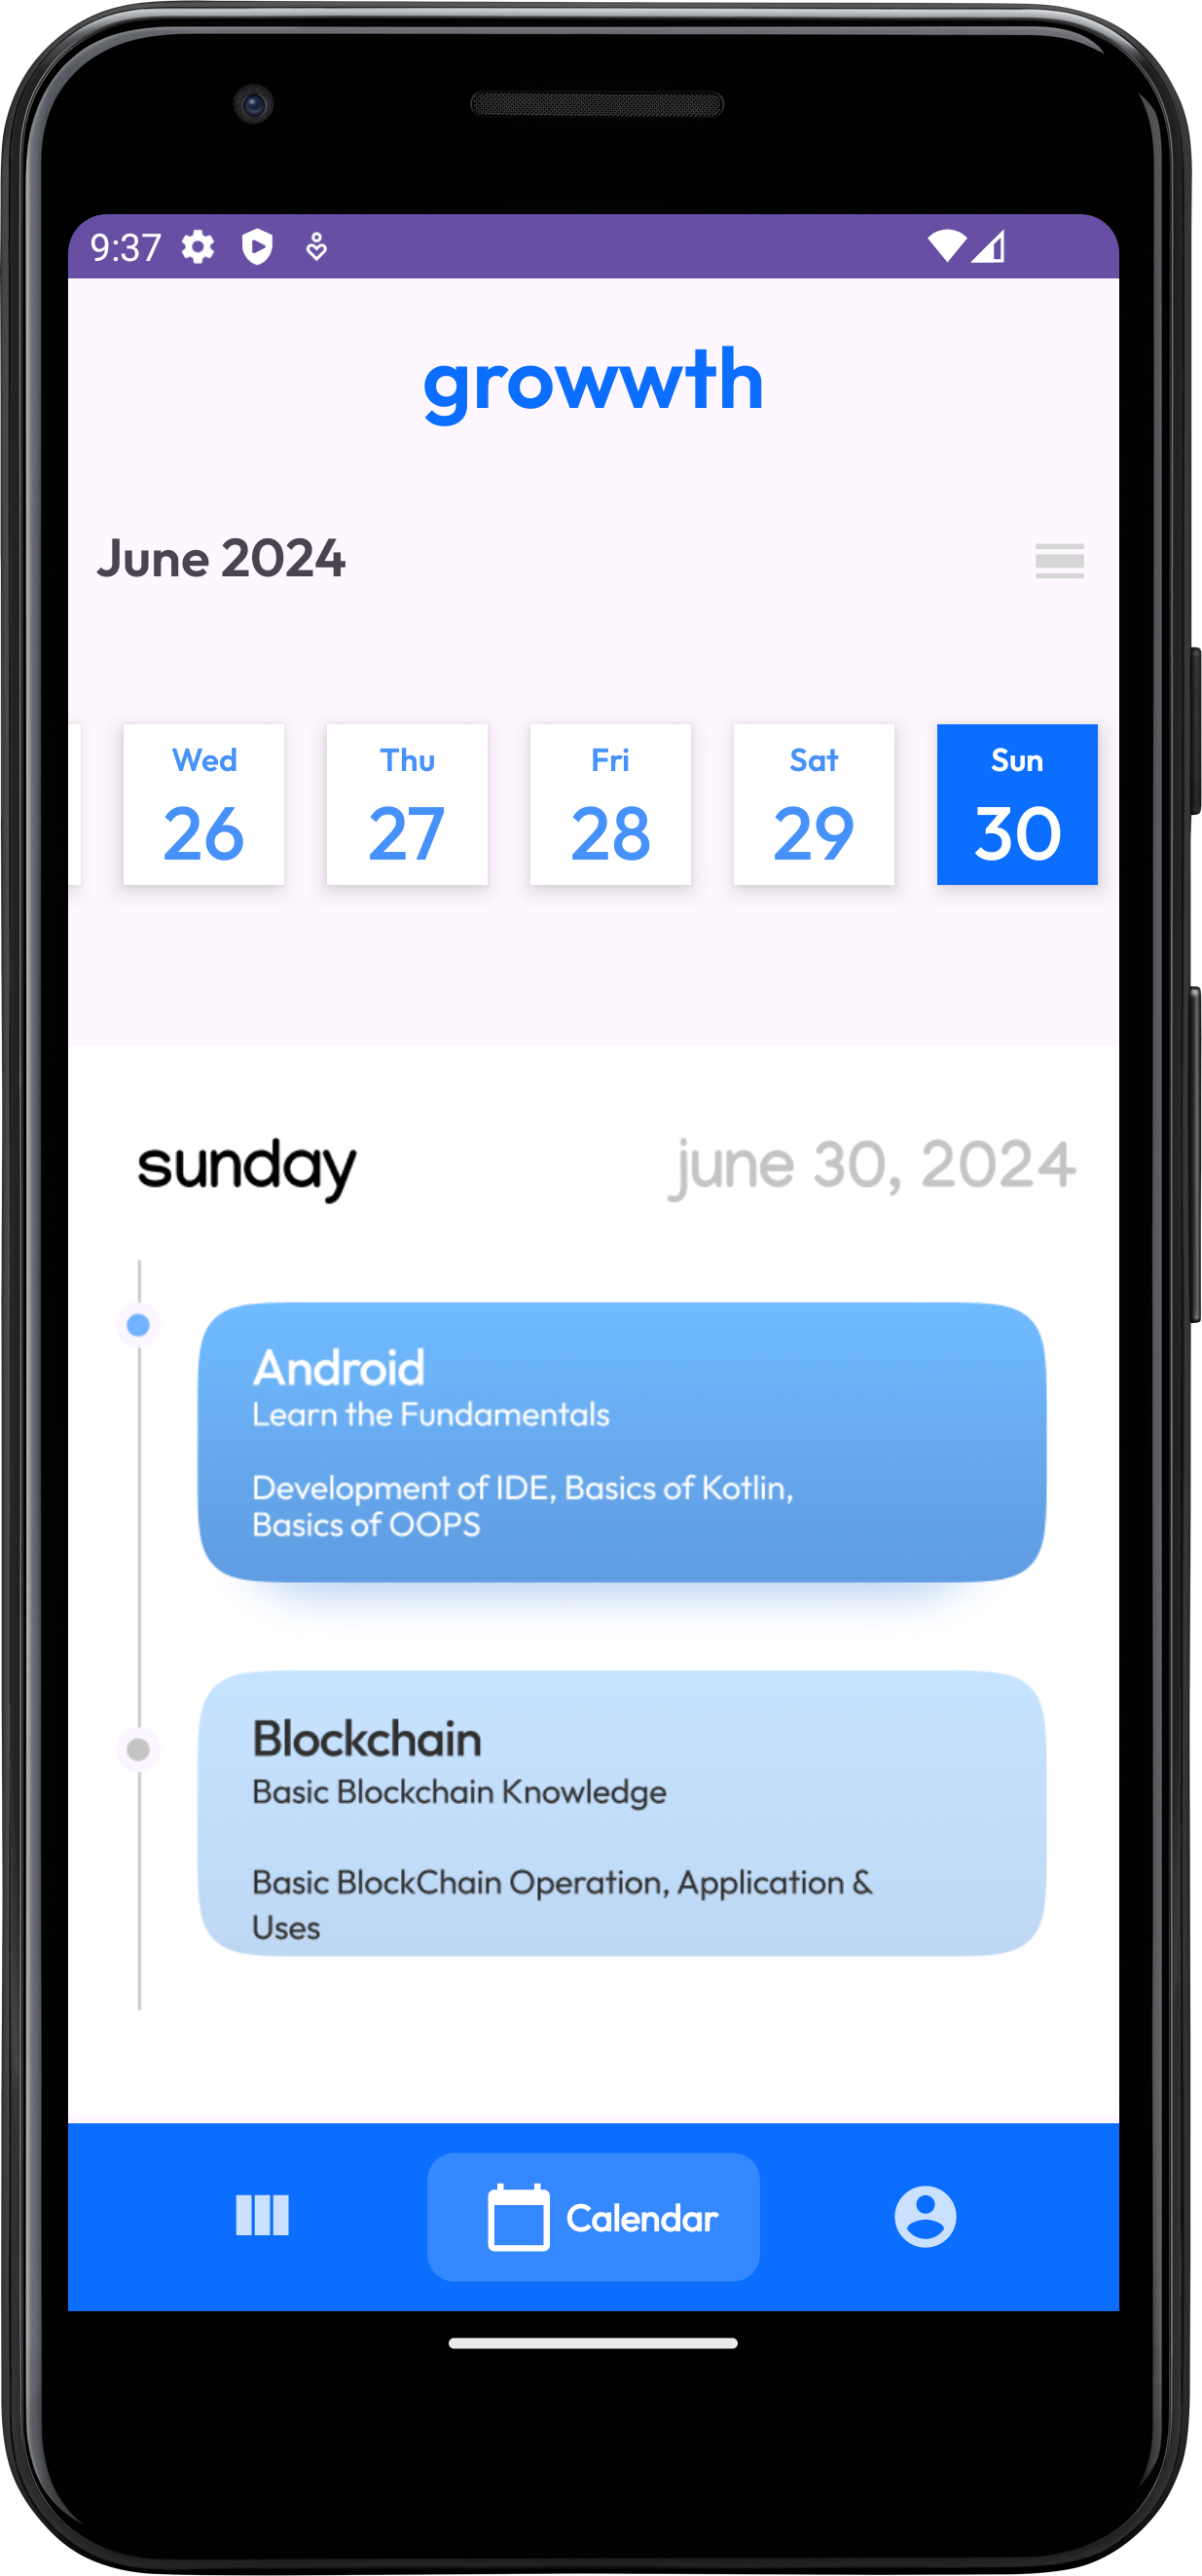 9:37
growwth
June 2024
Wed Thu Fri Sat Sun
26 27 28 29 30
sunday june 30, 2024
Android
Learn the Fundamentals
Development of IDE, Basics of Kotlin,
Basics of OOPS
Blockchain
Basic Blockchain Knowledge
Basic BlockChain Operation, Application &
Uses
Calendar